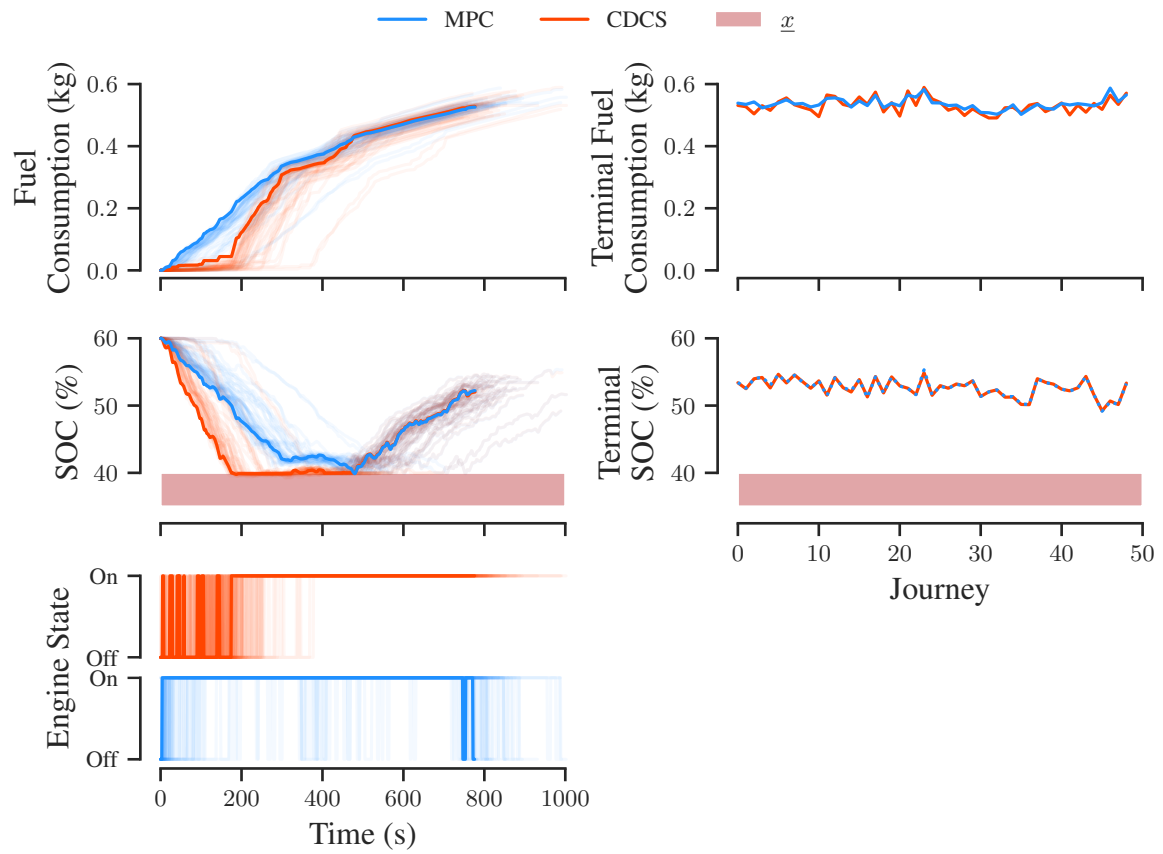 MPC CDCS x
Fuel
Consumption (kg)
0.6
0.4
0.2
0.0
Terminal Fuel
Consumption (kg)
0.6
0.4
0.2
0.0
SOC (%)
60
50
40
Terminal
SOC (%)
60
50
40
0 10 20 30 40 50
Journey
Engine State
On
Off
On
Off
0 200 400 600 800 1000
Time (s)